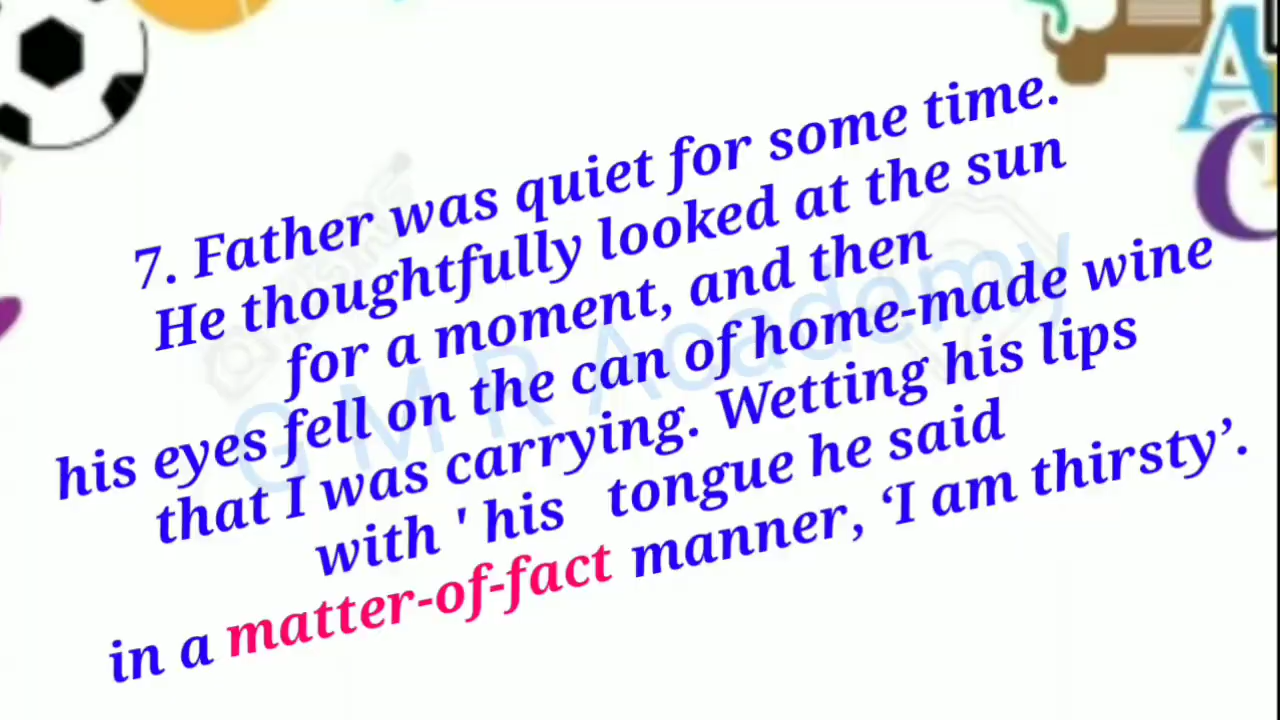 7. Father was quiet for some time.
He thoughtfully looked at the sun
for a moment, and then
his eyes fell on the can of home-made wine
that I was carrying. Wetting his lips
with ' his tongue he said
in a matter-of-fact manner, ‘I am thirsty’.
G M R Academy
A
C